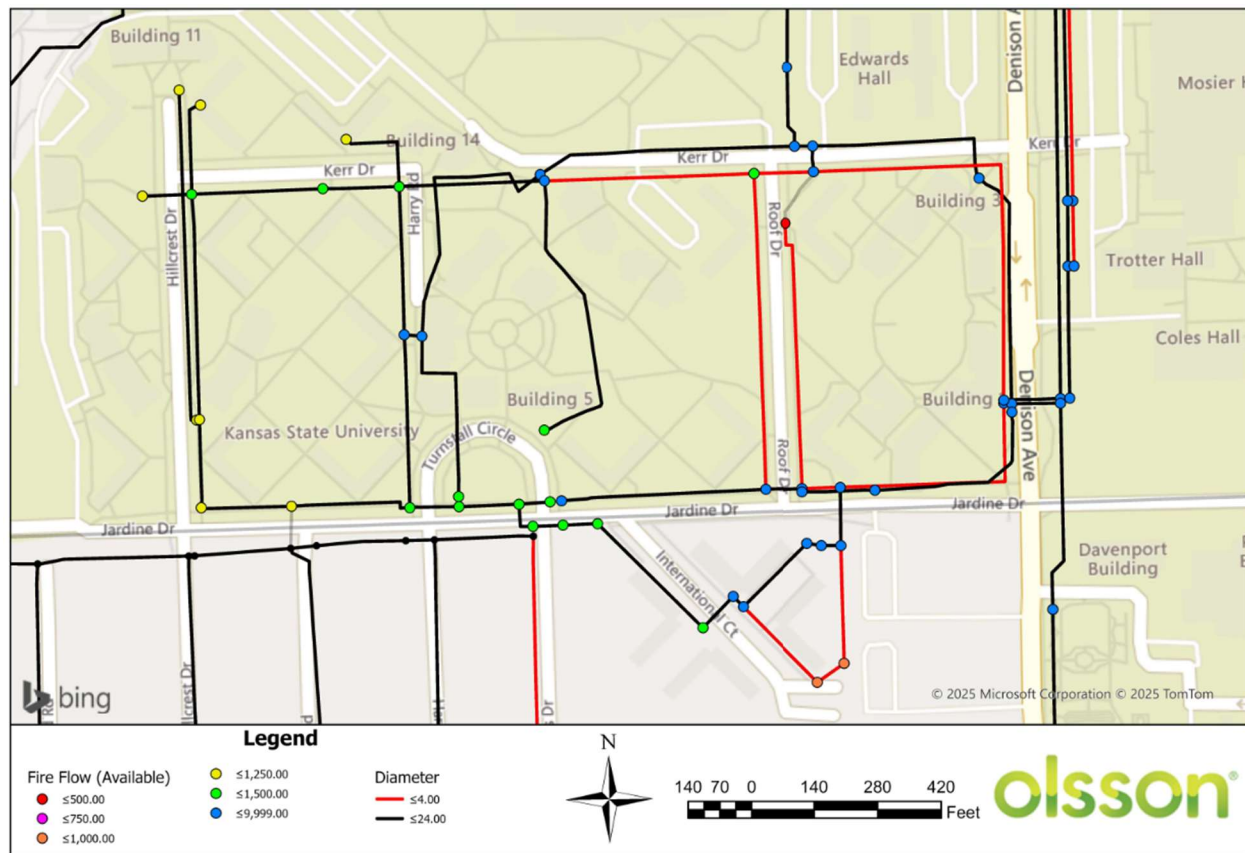 Building 11
Edwards
Hall
Denison A
Mosier H
Building 14
Kerr Dr
Kerr Dr
Kerr Dr
Harry Rd
Hillcrest Dr
Roof Dr
Building 3
Trotter Hall
Coles Hall
Building 5
Building
Denison Ave
Kansas State University
Turnstall Circle
Roof Dr
Jardine Dr
Jardine Dr
Jardine Dr
International Ct
Davenport
Building
llcrest Dr
bing
© 2025 Microsoft Corporation © 2025 TomTom
Legend
N
Fire Flow (Available)
≤500.00
≤750.00
≤1,000.00
≤1,250.00
≤1,500.00
≤9,999.00
Diameter
≤4.00
≤24.00
140 70 0 140 280 420
Feet
olsson®